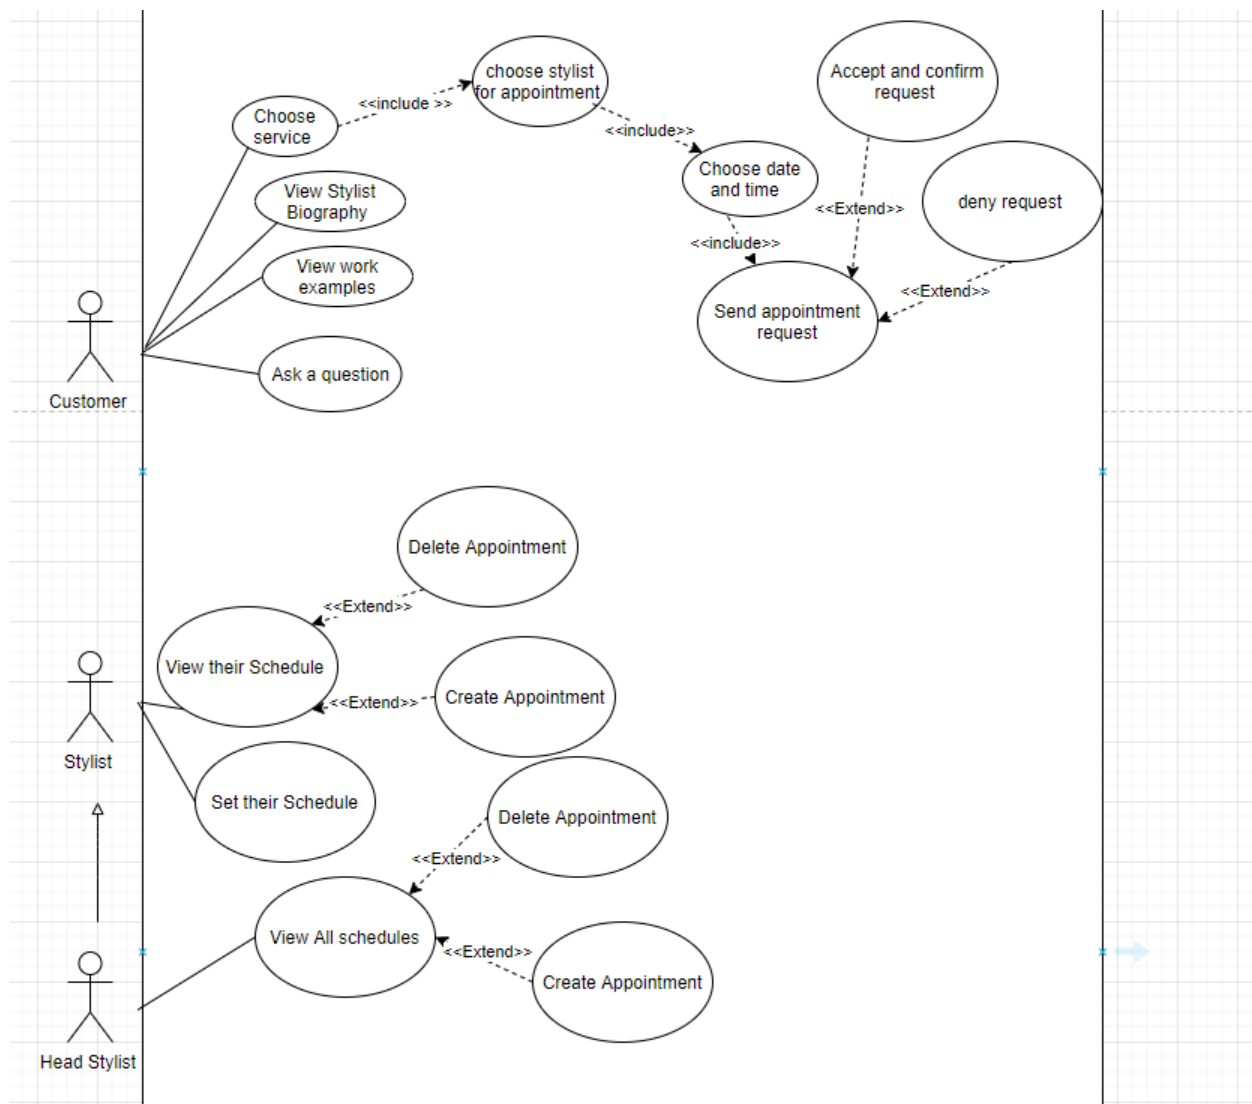 choose stylist
for appointment
Accept and confirm
request
<<include >>
Choose
service
<<include>>
Choose date
and time
View Stylist
Biography
<<Extend>>
deny request
<<include>>
View work
examples
<<Extend>>
Send appointment
request
Ask a question
Customer
Delete Appointment
<<Extend>>
View their Schedule
<<Extend>>
Create Appointment
Stylist
Set their Schedule
Delete Appointment
<<Extend>>
View All schedules
<<Extend>>
Create Appointment
Head Stylist